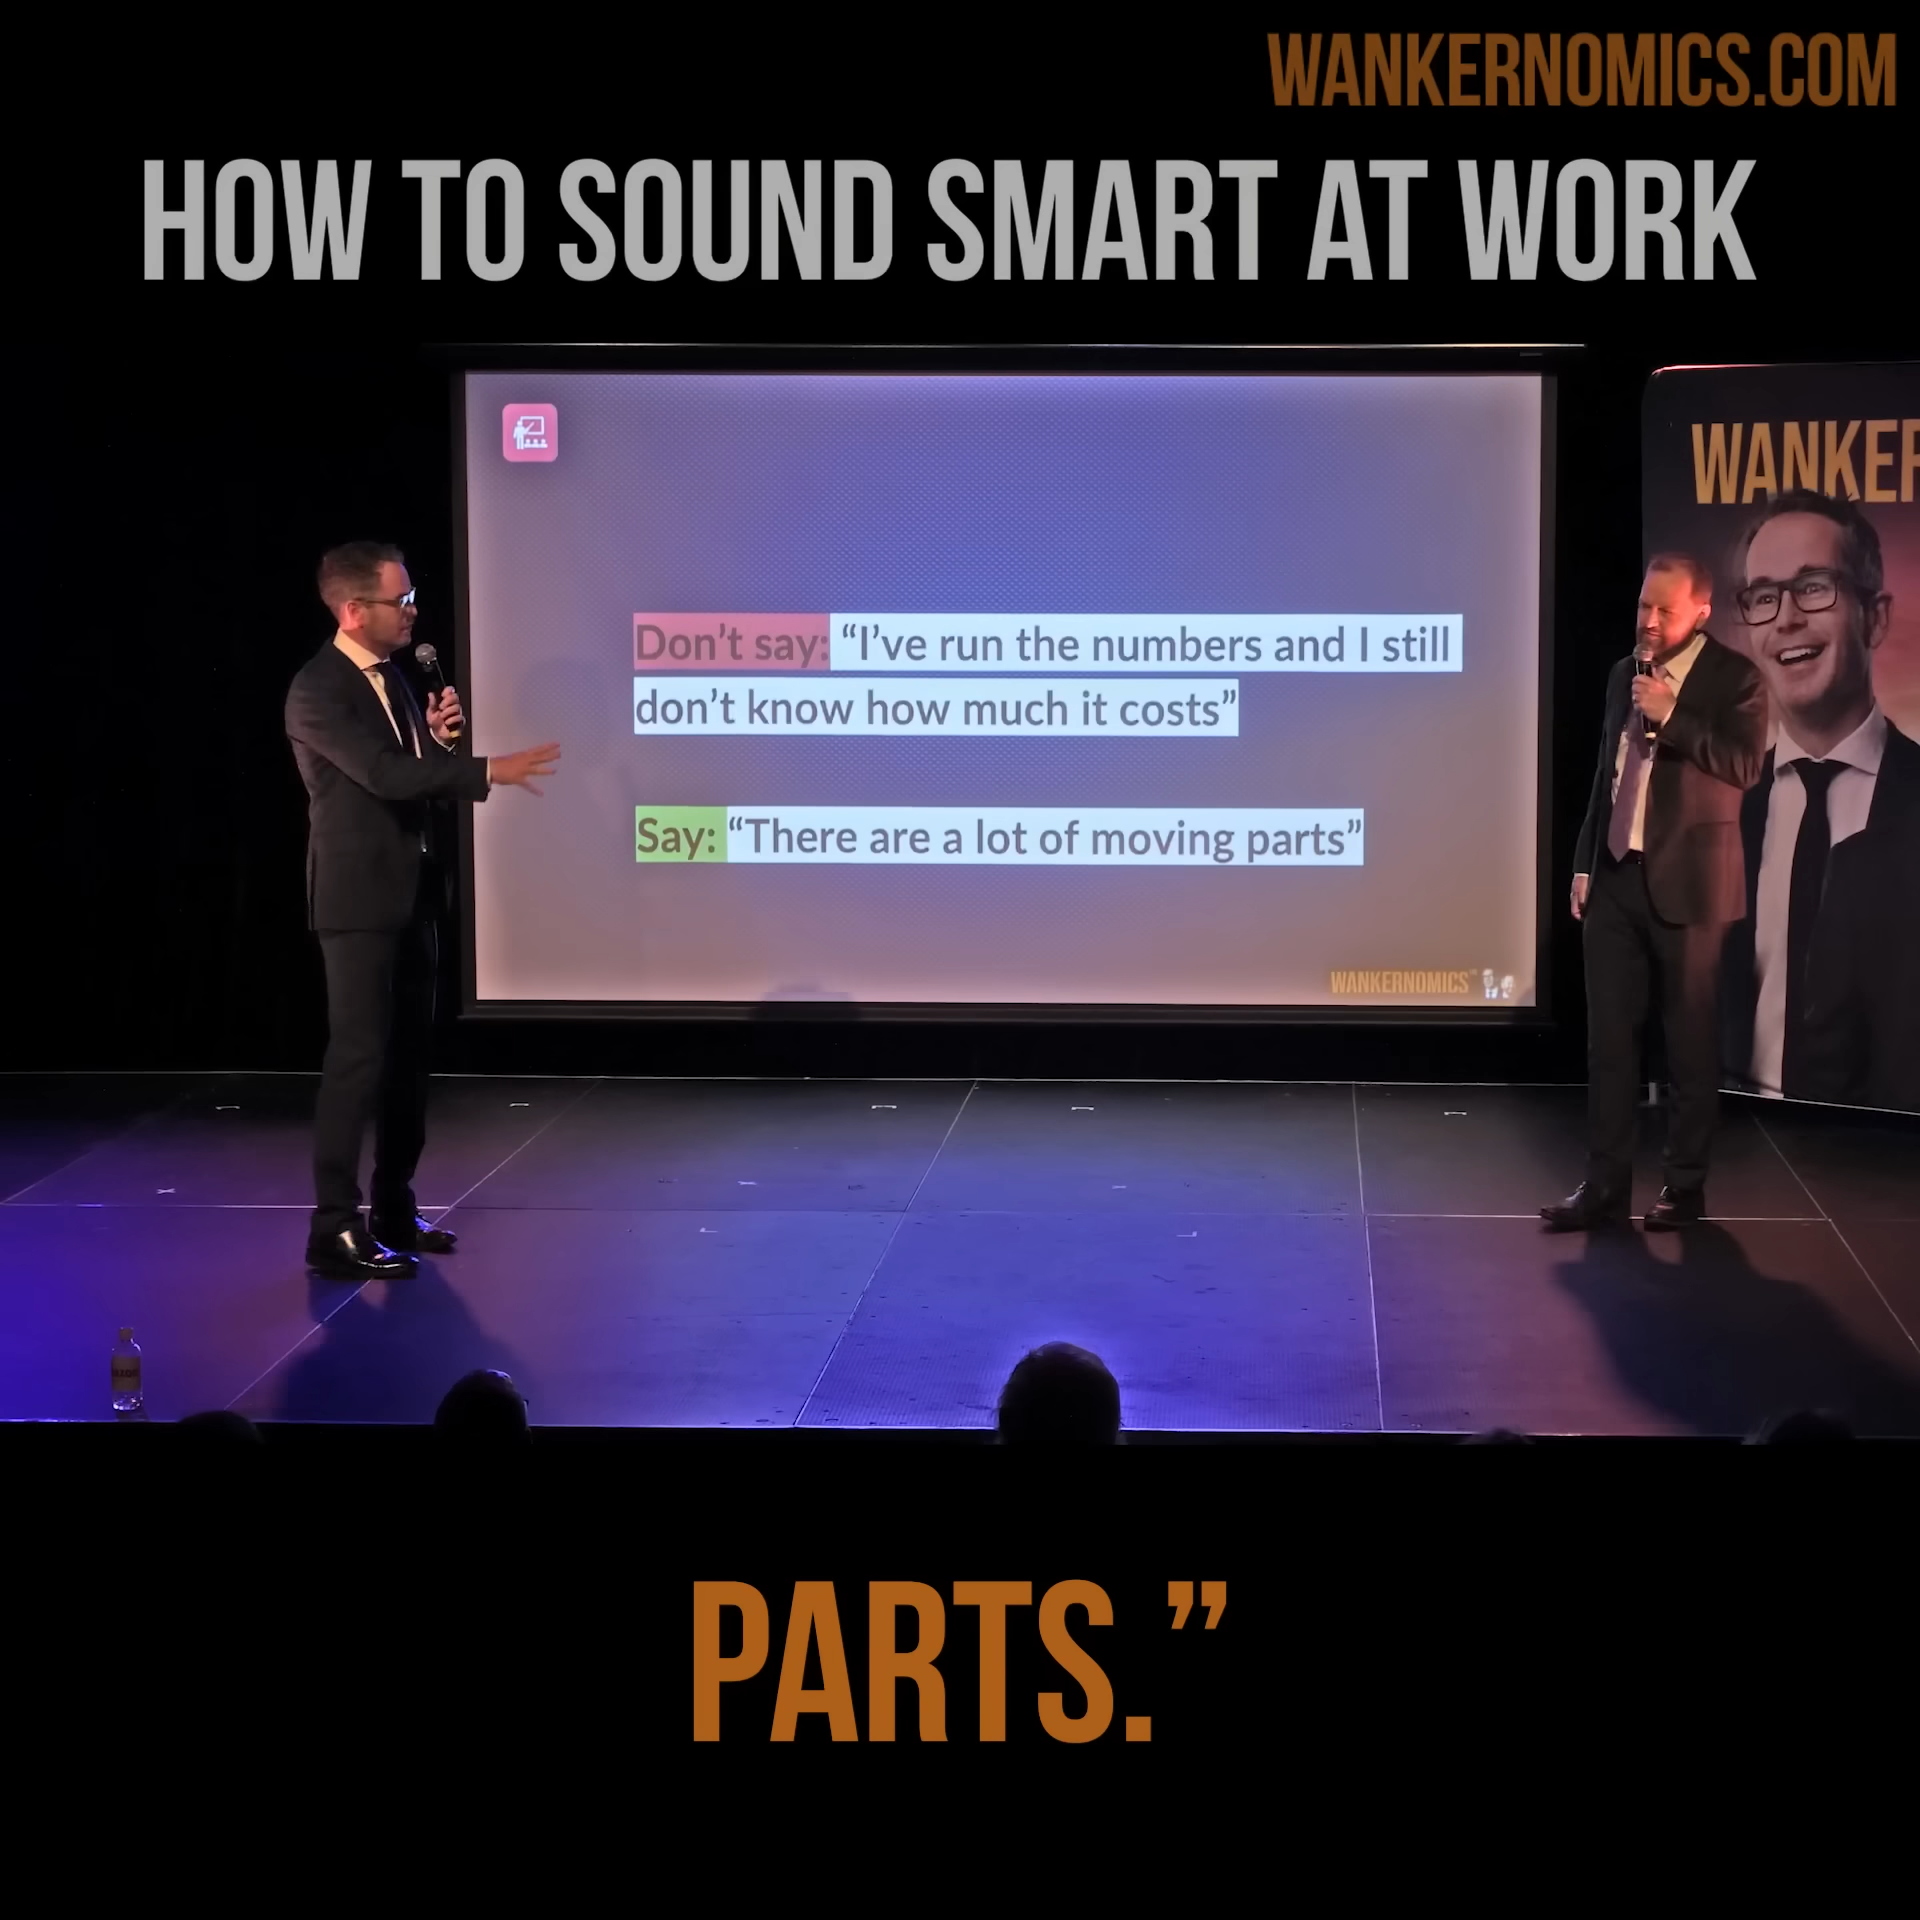 WANKERNOMICS.COM
HOW TO SOUND SMART AT WORK
WANKER
Don't say: “I've run the numbers and I still
don't know how much it costs”
Say: “There are a lot of moving parts”
WANKERNOMICS
PARTS.”